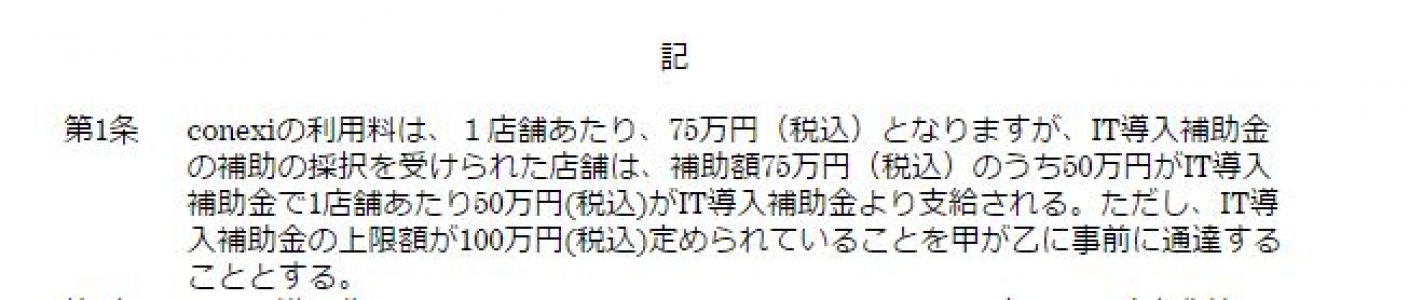 記
第1条 conexiの利用料は、１店舗あたり、75万円（税込）となりますが、IT導入補助金
の補助の採択を受けられた店舗は、補助額75万円（税込）のうち50万円がIT導入
補助金で1店舗あたり50万円(税込)がIT導入補助金より支給される。ただし、IT導
入補助金の上限額が100万円(税込)定められていることを甲が乙に事前に通達する
こととする。